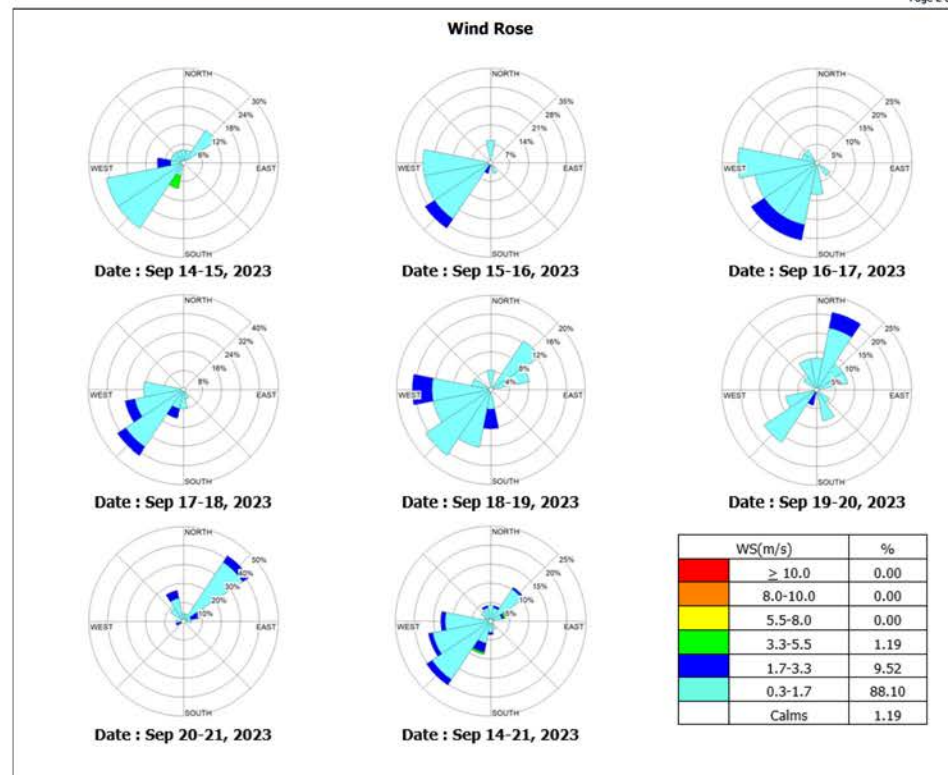 Wind Rose
NORTH
30%
24%
18%
12%
6%
WEST
EAST
SOUTH
Date : Sep 14-15, 2023
NORTH
35%
28%
21%
14%
7%
WEST
EAST
SOUTH
Date : Sep 15-16, 2023
NORTH
25%
20%
15%
10%
5%
WEST
EAST
SOUTH
Date : Sep 16-17, 2023
NORTH
40%
32%
24%
16%
8%
WEST
EAST
SOUTH
Date : Sep 17-18, 2023
NORTH
20%
16%
12%
8%
4%
WEST
EAST
SOUTH
Date : Sep 18-19, 2023
NORTH
25%
20%
15%
10%
5%
WEST
EAST
SOUTH
Date : Sep 19-20, 2023
NORTH
50%
40%
30%
20%
10%
WEST
EAST
SOUTH
Date : Sep 20-21, 2023
NORTH
25%
20%
15%
10%
5%
WEST
EAST
SOUTH
Date : Sep 14-21, 2023
WS(m/s) %
≥ 10.0 0.00
8.0-10.0 0.00
5.5-8.0 0.00
3.3-5.5 1.19
1.7-3.3 9.52
0.3-1.7 88.10
Calms 1.19